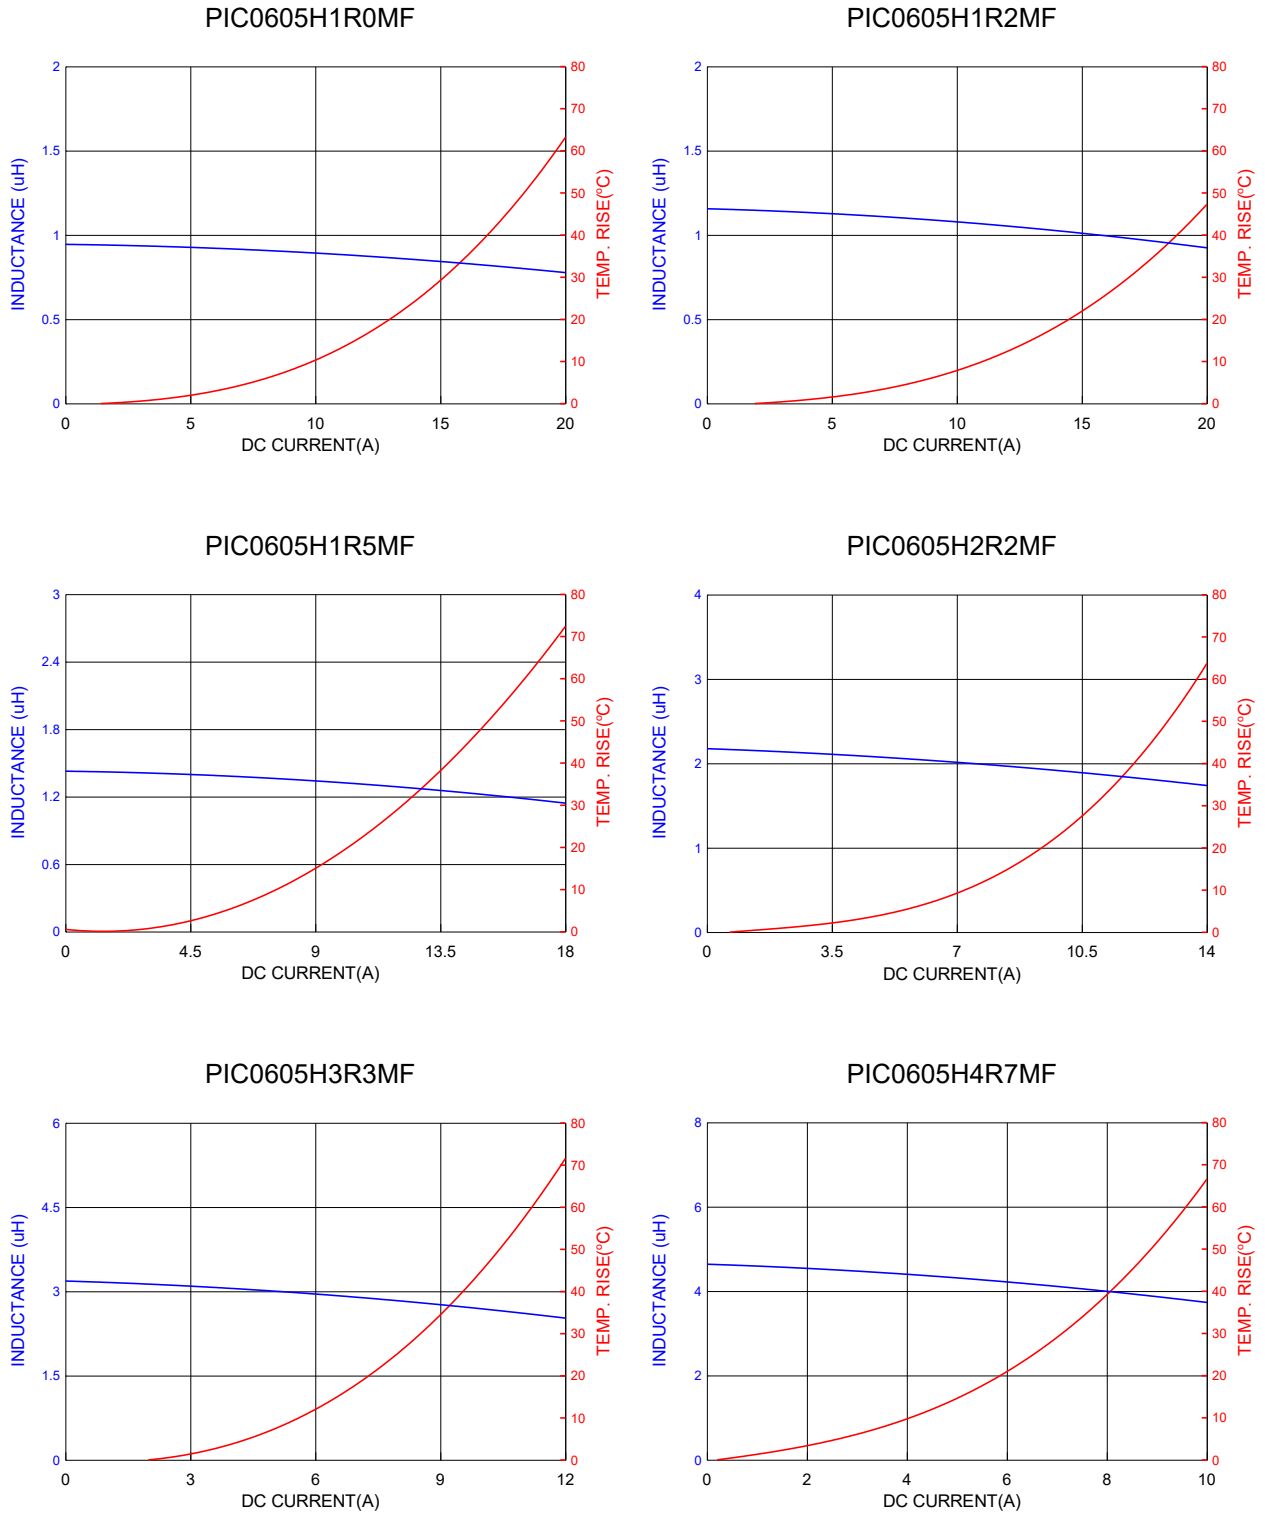 PIC0605H1R0MF
INDUCTANCE (uH)
2
1.5
1
0.5
0
80
70
60
50
40
30
20
10
0
TEMP. RISE(ºC)
0 5 10 15 20
DC CURRENT(A)
PIC0605H1R2MF
INDUCTANCE (uH)
2
1.5
1
0.5
0
80
70
60
50
40
30
20
10
0
TEMP. RISE(ºC)
0 5 10 15 20
DC CURRENT(A)
PIC0605H1R5MF
INDUCTANCE (uH)
3
2.4
1.8
1.2
0.6
0
80
70
60
50
40
30
20
10
0
TEMP. RISE(ºC)
0 4.5 9 13.5 18
DC CURRENT(A)
PIC0605H2R2MF
INDUCTANCE (uH)
4
3
2
1
0
80
70
60
50
40
30
20
10
0
TEMP. RISE(ºC)
0 3.5 7 10.5 14
DC CURRENT(A)
PIC0605H3R3MF
INDUCTANCE (uH)
6
4.5
3
1.5
0
80
70
60
50
40
30
20
10
0
TEMP. RISE(ºC)
0 3 6 9 12
DC CURRENT(A)
PIC0605H4R7MF
INDUCTANCE (uH)
8
6
4
2
0
80
70
60
50
40
30
20
10
0
TEMP. RISE(ºC)
0 2 4 6 8 10
DC CURRENT(A)